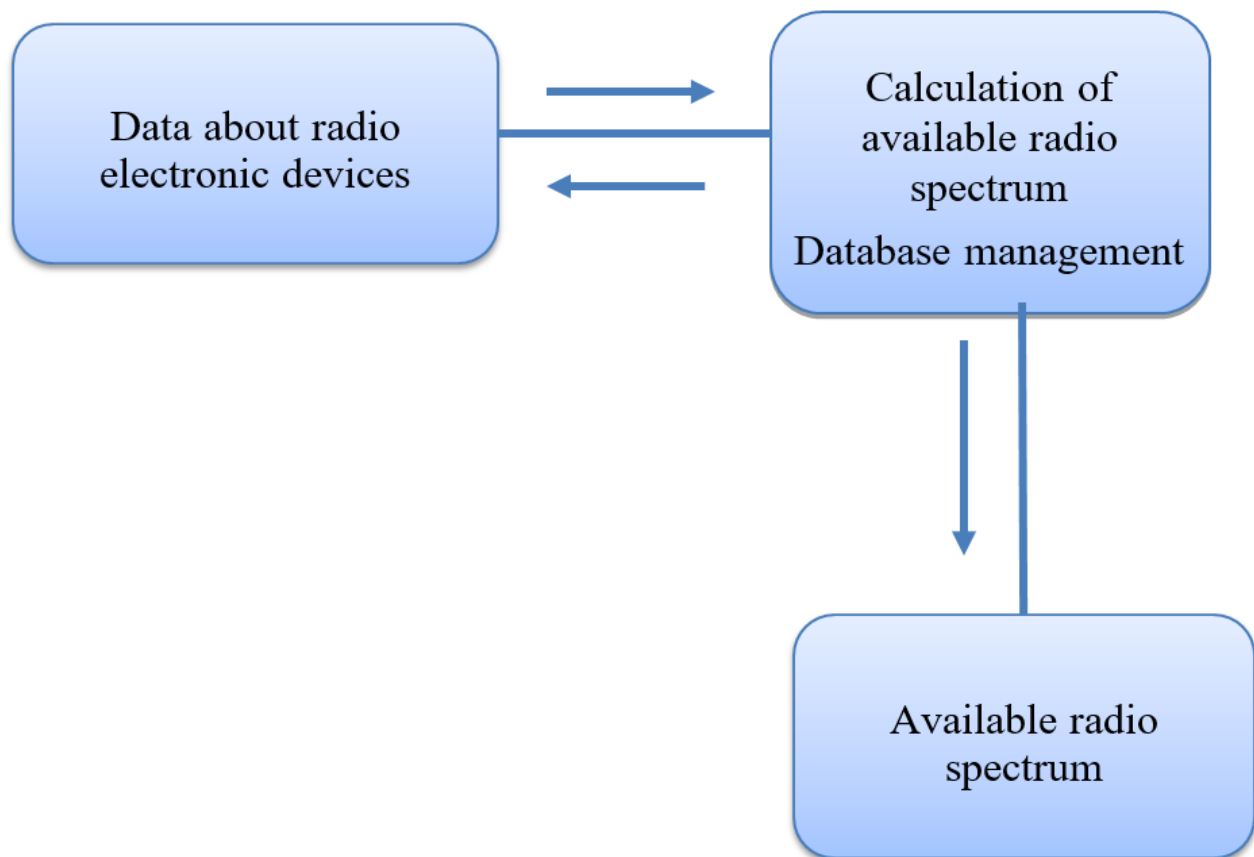 Data about radio
electronic devices
Calculation of
available radio
spectrum
Database management
Available radio
spectrum